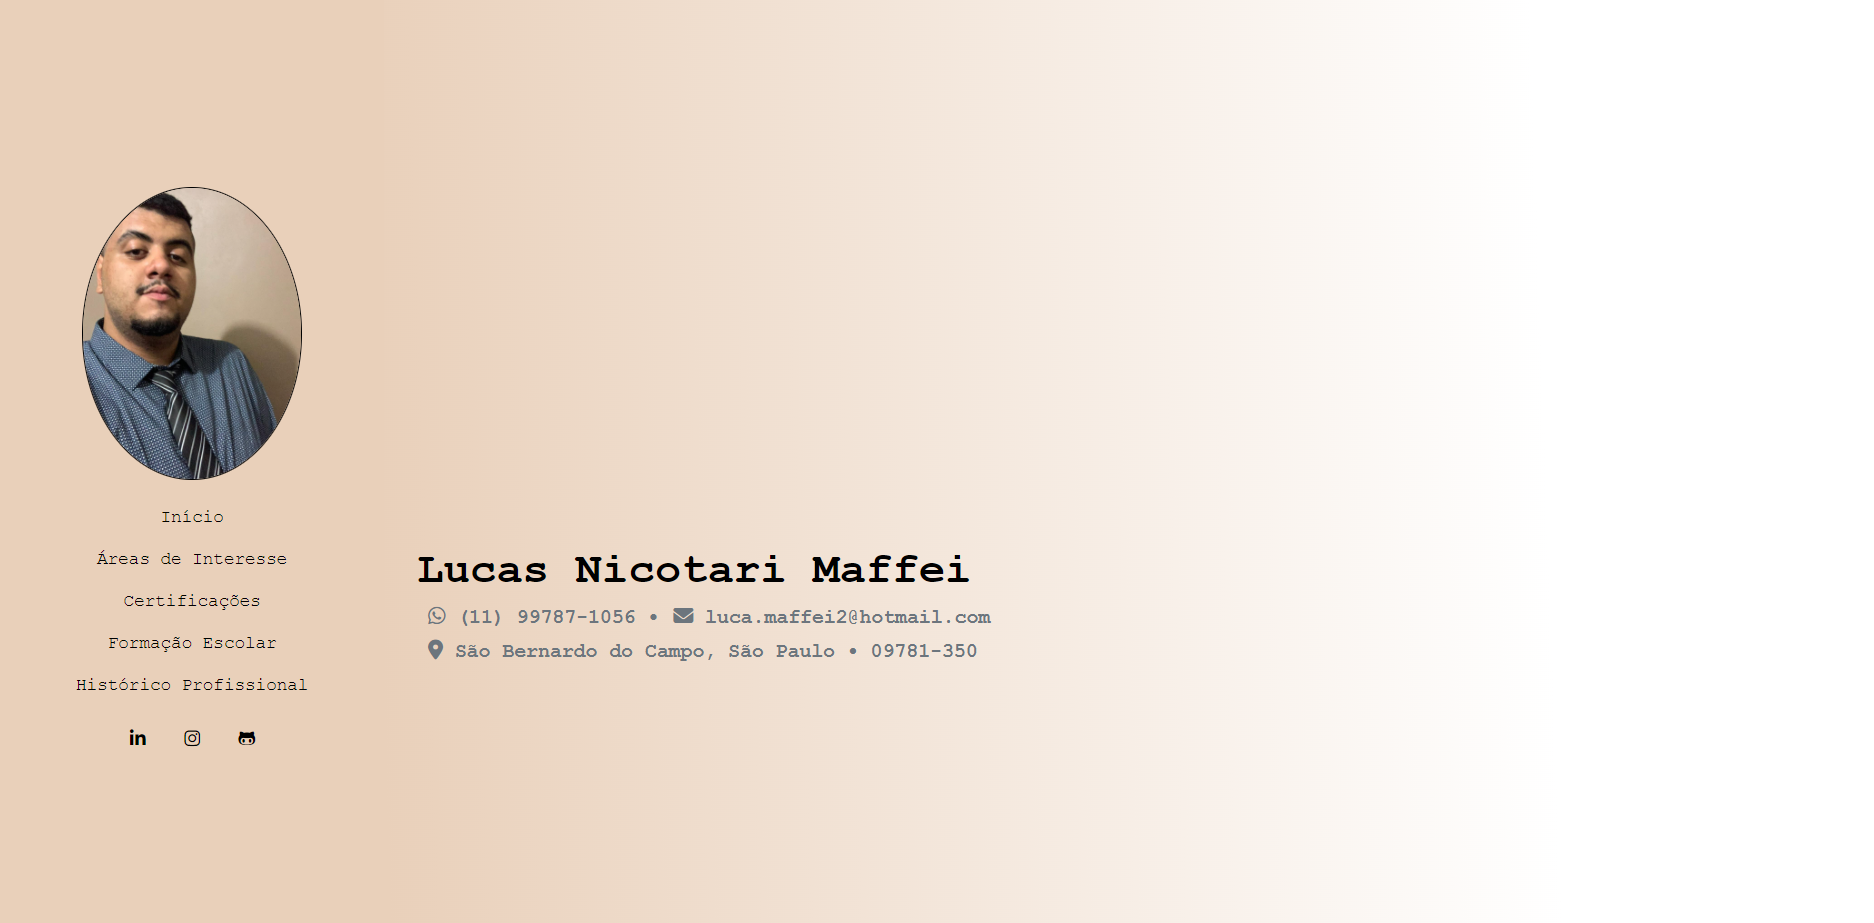 Início
Áreas de Interesse
Certificações
Formação Escolar
Histórico Profissional
Lucas Nicotari Maffei
(11) 99787-1056 • luca.maffei2@hotmail.com
São Bernardo do Campo, São Paulo • 09781-350